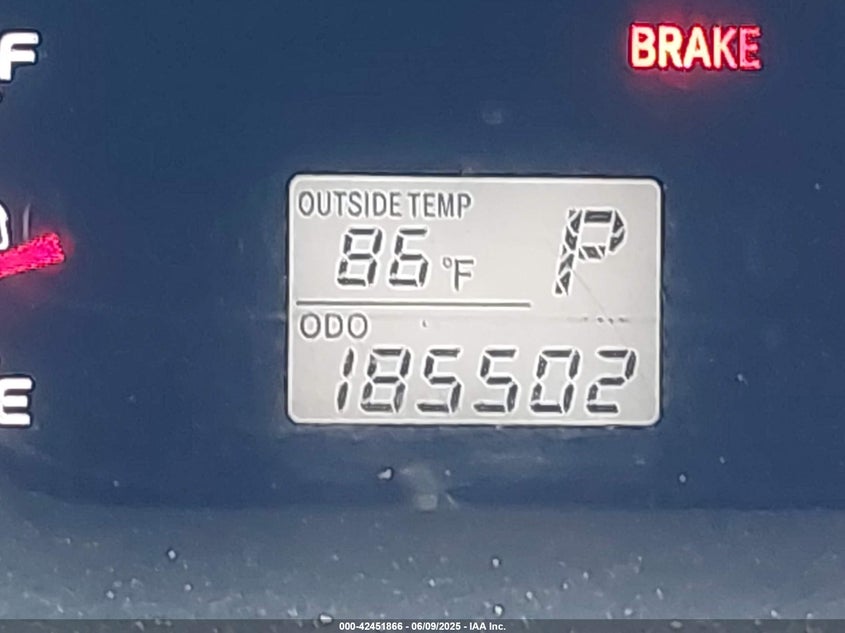 F
BRAKE
OUTSIDE TEMP
86 °F P
ODO
185502
E
000-42451866 - 06/09/2025 - IAA Inc.